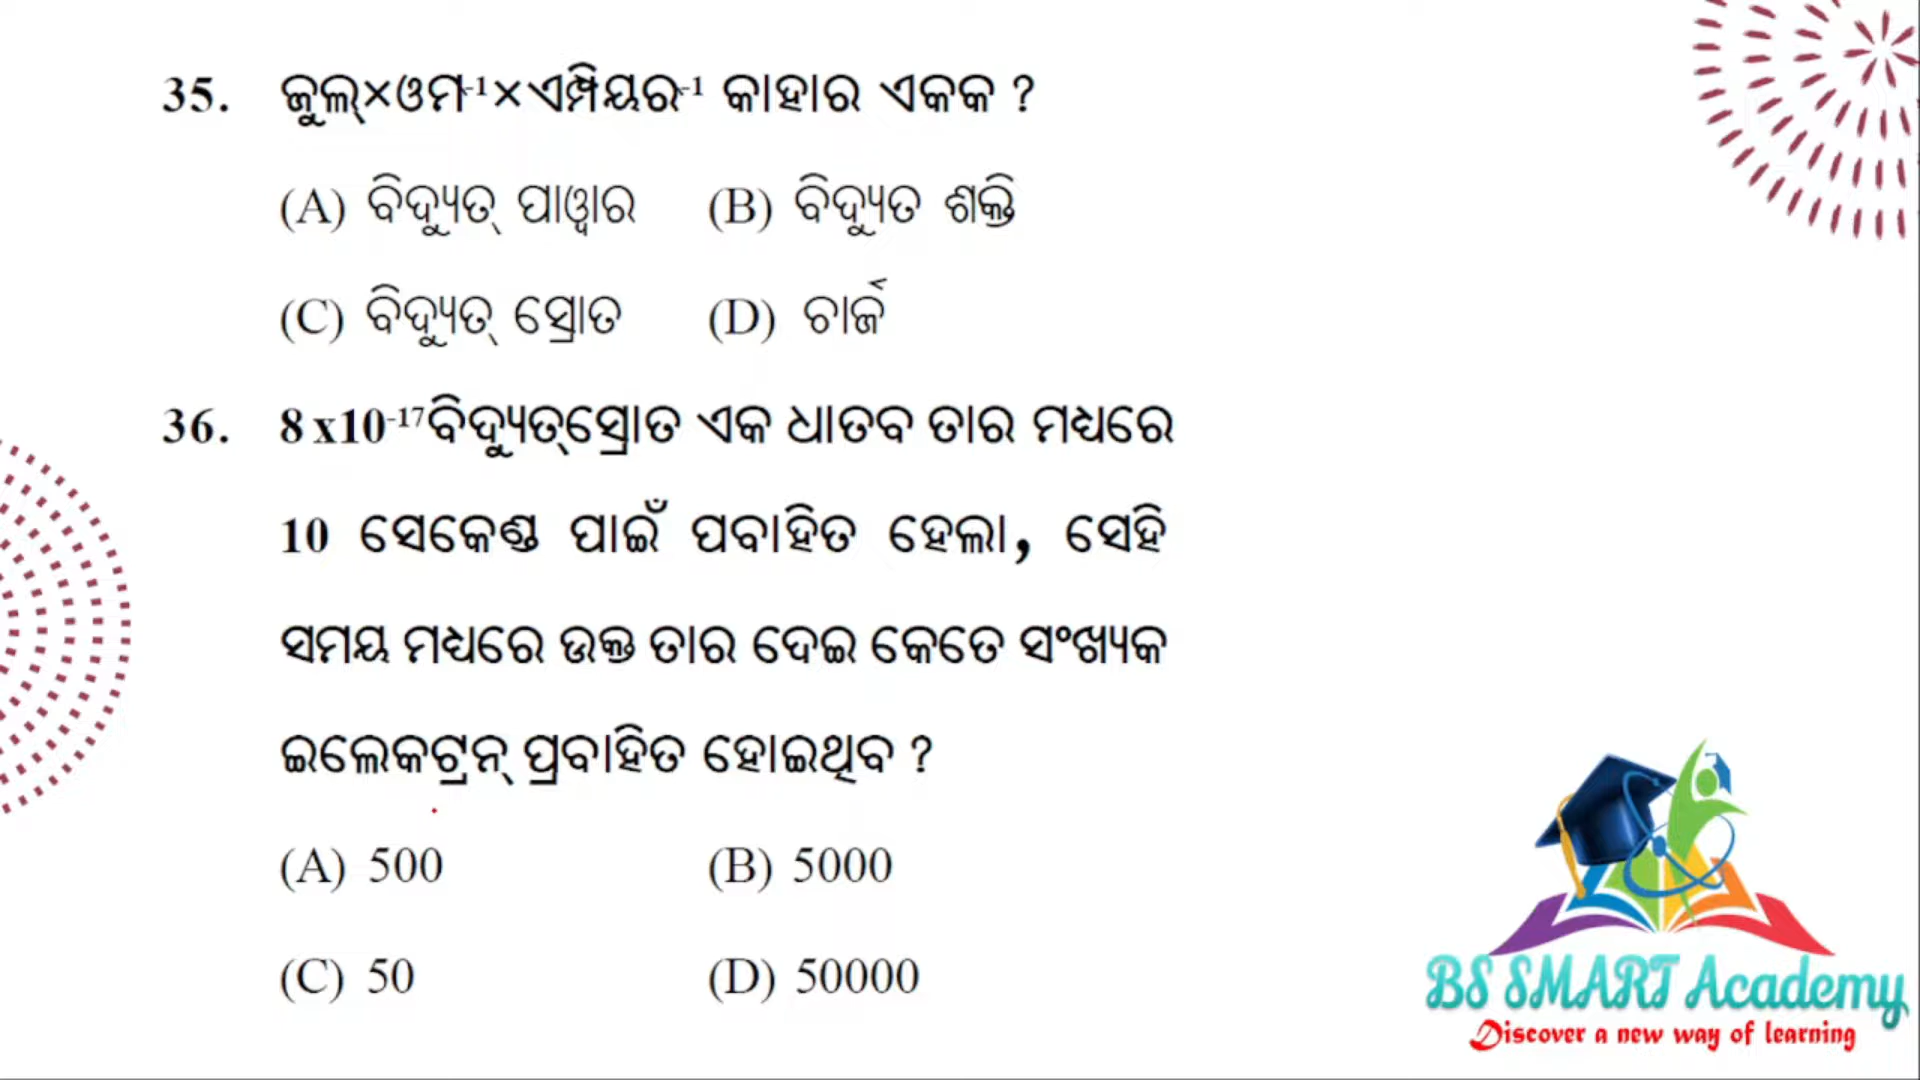 35. ଜୁଲ୍×ଓମ⁻¹×ଏମ୍ପିୟର⁻¹ କାହାର ଏକକ ?
(A) ବିଦ୍ୟୁତ୍ ପାୱାର (B) ବିଦ୍ୟୁତ ଶକ୍ତି
(C) ବିଦ୍ୟୁତ୍ ସ୍ରୋତ (D) ଚାର୍ଜ
36. 8 x10⁻¹⁷ବିଦ୍ୟୁତ୍‌ସ୍ରୋତ ଏକ ଧାତବ ତାର ମଧ୍ୟରେ
10 ସେକେଣ୍ଡ ପାଇଁ ପବାହିତ ହେଲା, ସେହି
ସମୟ ମଧ୍ୟରେ ଉକ୍ତ ତାର ଦେଇ କେତେ ସଂଖ୍ୟକ
ଇଲେକଟ୍ରନ୍ ପ୍ରବାହିତ ହୋଇଥିବ ?
(A) 500 (B) 5000
(C) 50 (D) 50000
BS SMART Academy
Discover a new way of learning